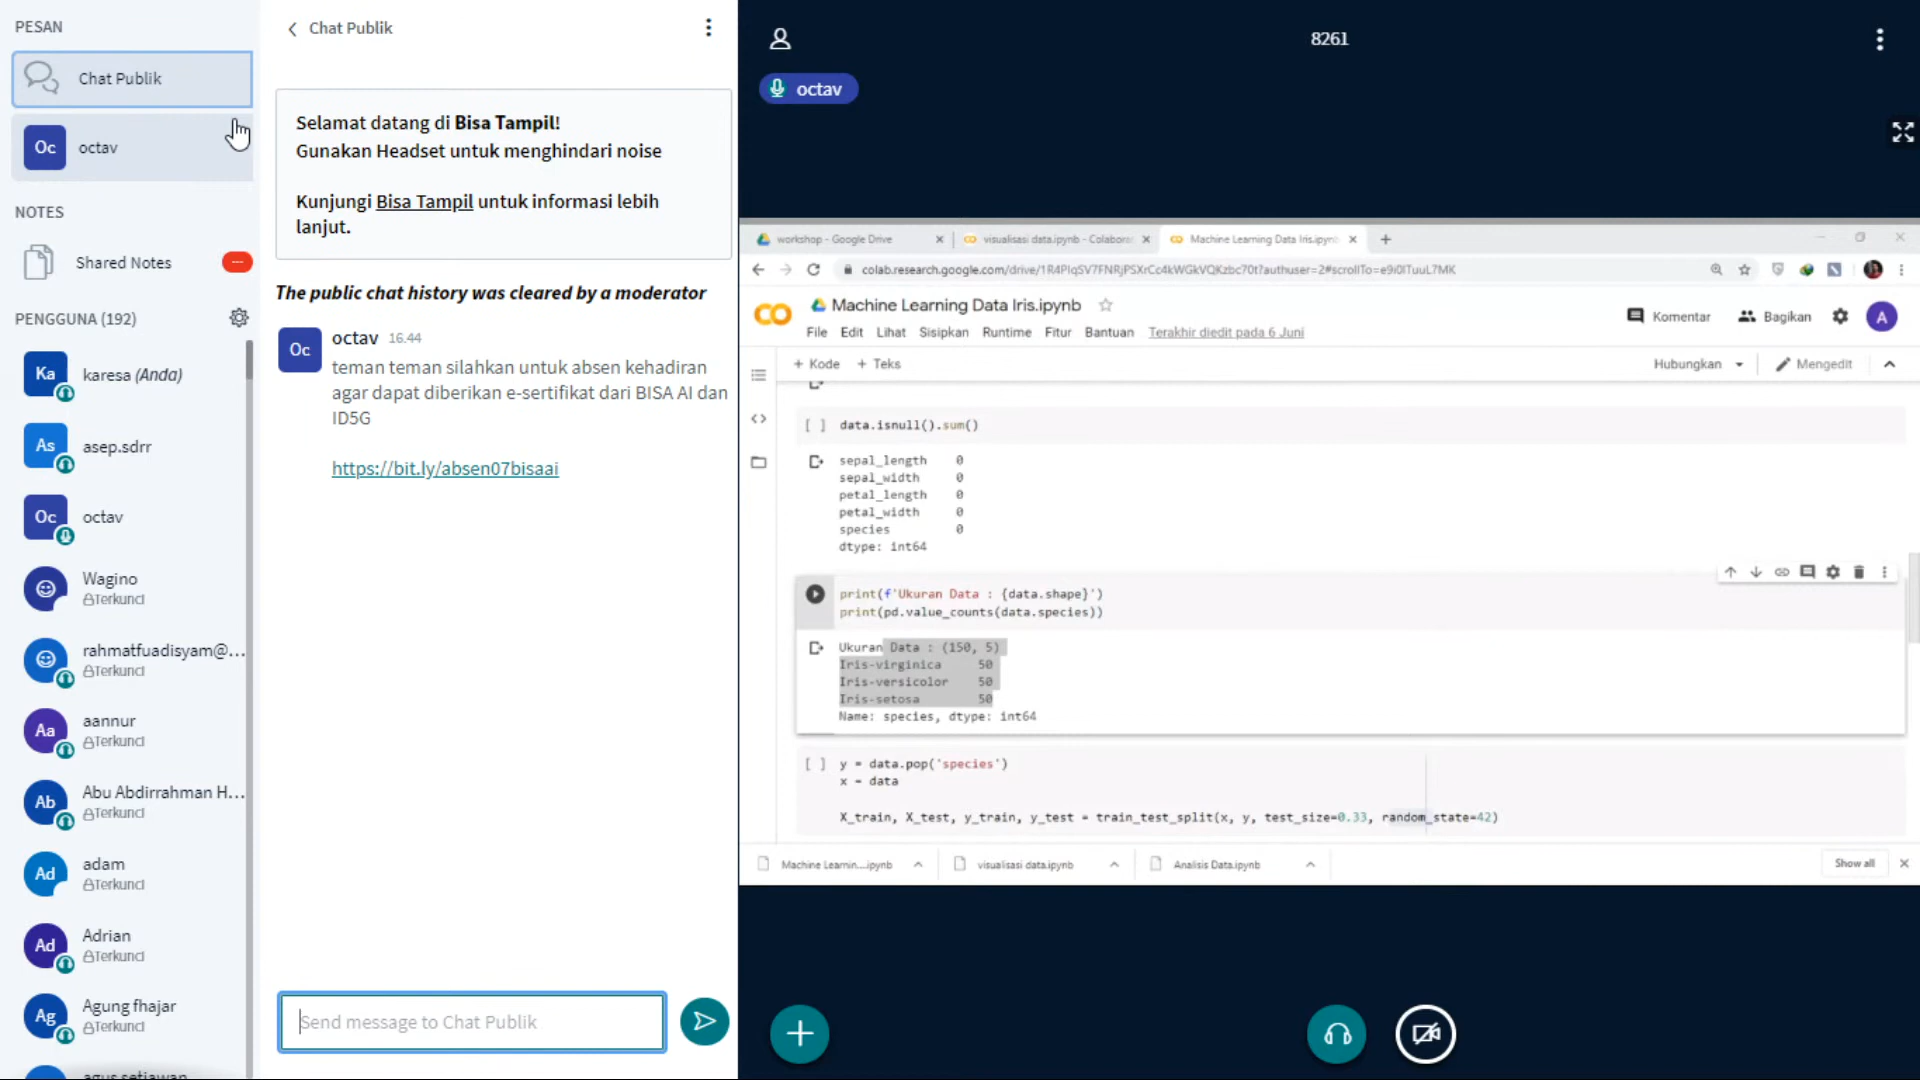 PESAN
Chat Publik
Oc octav
NOTES
Shared Notes
PENGGUNA (192)
Ka karesa (Anda)
As asep.sdrr
Oc octav
Wagino
Terkunci
rahmatfuadisyam@...
Terkunci
Aa aannur
Terkunci
Ab Abu Abdirrahman H...
Terkunci
Ad adam
Terkunci
Ad Adrian
Terkunci
Ag Agung fhajar
Terkunci
agus setiawan
Chat Publik
Selamat datang di Bisa Tampil!
Gunakan Headset untuk menghindari noise
Kunjungi Bisa Tampil untuk informasi lebih
lanjut.
The public chat history was cleared by a moderator
Oc octav 16.44
teman teman silahkan untuk absen kehadiran
agar dapat diberikan e-sertifikat dari BISA AI dan
ID5G
https://bit.ly/absen07bisaai
Send message to Chat Publik
8261
octav
workshop - Google Drive
visualisasi data.ipynb - Colabora
Machine Learning Data Iris.ipyn
Machine Learning Data Iris.ipynb
File Edit Lihat Sisipkan Runtime Fitur Bantuan Terakhir diedit pada 6 Juni
Komentar Bagikan A
+ Kode + Teks
Hubungkan Mengedit
[ ] data.isnull().sum()
sepal_length 0
sepal_width 0
petal_length 0
petal_width 0
species 0
dtype: int64
print(f'Ukuran Data : {data.shape}')
print(pd.value_counts(data.species))
Ukuran Data : (150, 5)
Iris-virginica 50
Iris-versicolor 50
Iris-setosa 50
Name: species, dtype: int64
[ ] y = data.pop('species')
x = data
X_train, X_test, y_train, y_test = train_test_split(x, y, test_size=0.33, random_state=42)
Machine Learnin....ipynb
visualisasi data.ipynb
Analisis Data.ipynb
Show all